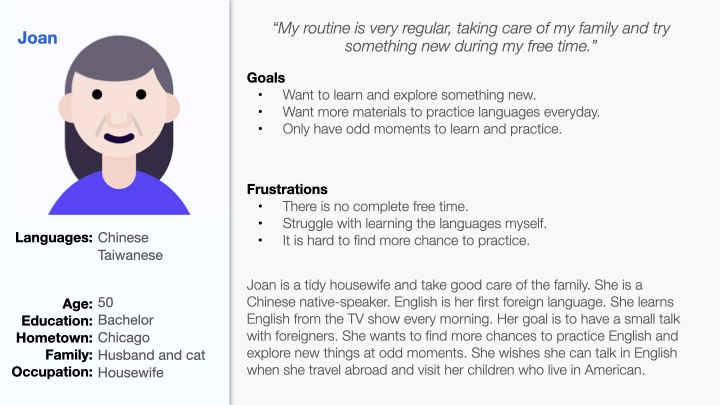 Joan
Languages: Chinese
Taiwanese
Age: 50
Education: Bachelor
Hometown: Chicago
Family: Husband and cat
Occupation: Housewife
“My routine is very regular, taking care of my family and try
something new during my free time.”
Goals
• Want to learn and explore something new.
• Want more materials to practice languages everyday.
• Only have odd moments to learn and practice.
Frustrations
• There is no complete free time.
• Struggle with learning the languages myself.
• It is hard to find more chance to practice.
Joan is a tidy housewife and take good care of the family. She is a
Chinese native-speaker. English is her first foreign language. She learns
English from the TV show every morning. Her goal is to have a small talk
with foreigners. She wants to find more chances to practice English and
explore new things at odd moments. She wishes she can talk in English
when she travel abroad and visit her children who live in American.